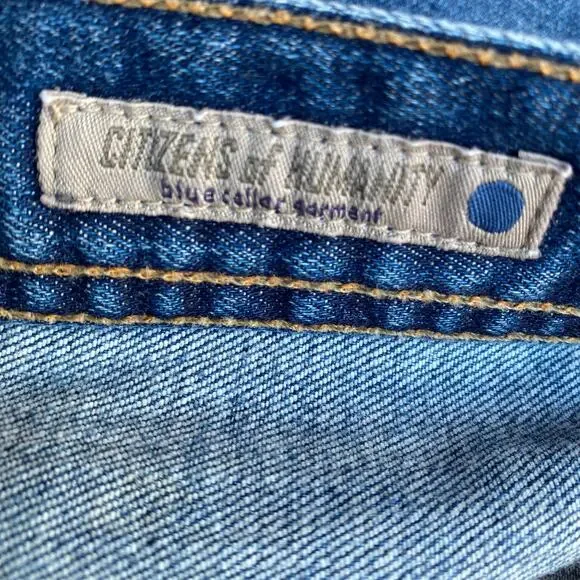 CITIZENS of HUMANITY
blue collar garment